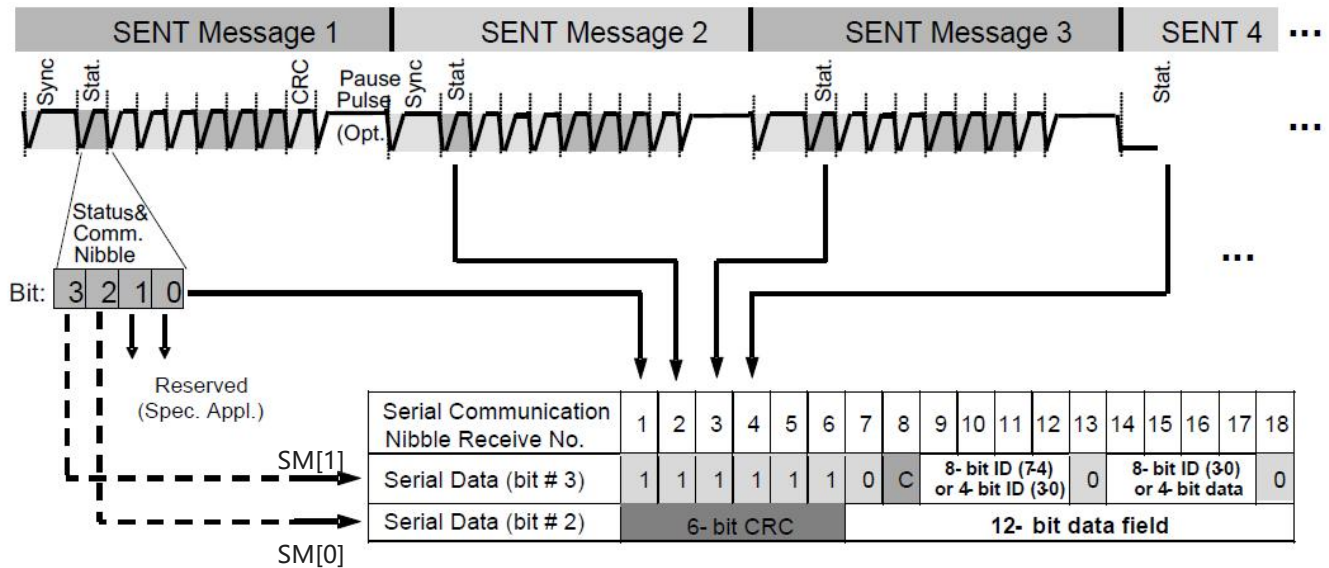 SENT Message 1 SENT Message 2 SENT Message 3 SENT 4 ...
Sync Stat. CRC Pause Sync Stat. Stat. Stat.
Pulse
(Opt. ...
Status&
Comm.
Nibble
...
Bit: 3 2 1 0
Reserved
(Spec. Appl.)
Serial Communication
Nibble Receive No. 1 2 3 4 5 6 7 8 9 10 11 12 13 14 15 16 17 18
SM[1]
Serial Data (bit # 3) 1 1 1 1 1 1 0 C 8- bit ID (7-4) 0 8- bit ID (30) 0
or 4- bit ID (30) or 4- bit data
Serial Data (bit # 2) 6- bit CRC 12- bit data field
SM[0]